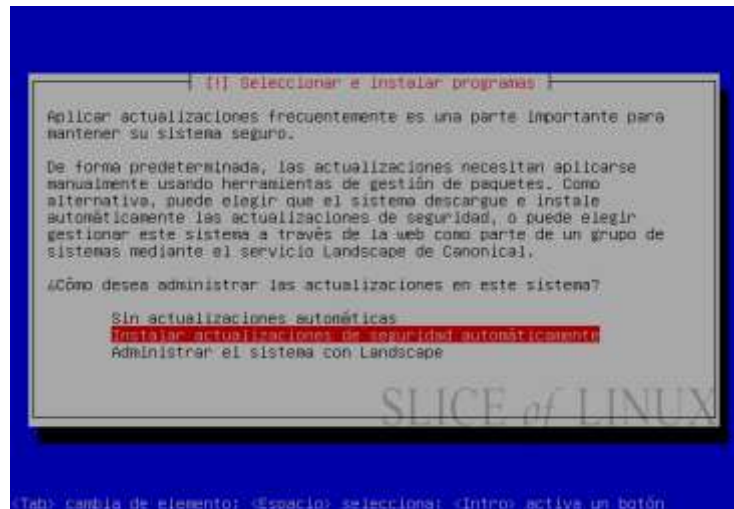 [!] Seleccionar e instalar programas
Aplicar actualizaciones frecuentemente es una parte importante para
mantener su sistema seguro.
De forma predeterminada, las actualizaciones necesitan aplicarse
manualmente usando herramientas de gestión de paquetes. Como
alternativa, puede elegir que el sistema descargue e instale
automáticamente las actualizaciones de seguridad, o puede elegir
gestionar este sistema a través de la web como parte de un grupo de
sistemas mediante el servicio Landscape de Canonical.
¿Cómo desea administrar las actualizaciones en este sistema?
Sin actualizaciones automáticas
Instalar actualizaciones de seguridad automáticamente
Administrar el sistema con Landscape
SLICE of LINUX
<Tab> cambia de elemento; <Espacio> selecciona; <Intro> activa un botón